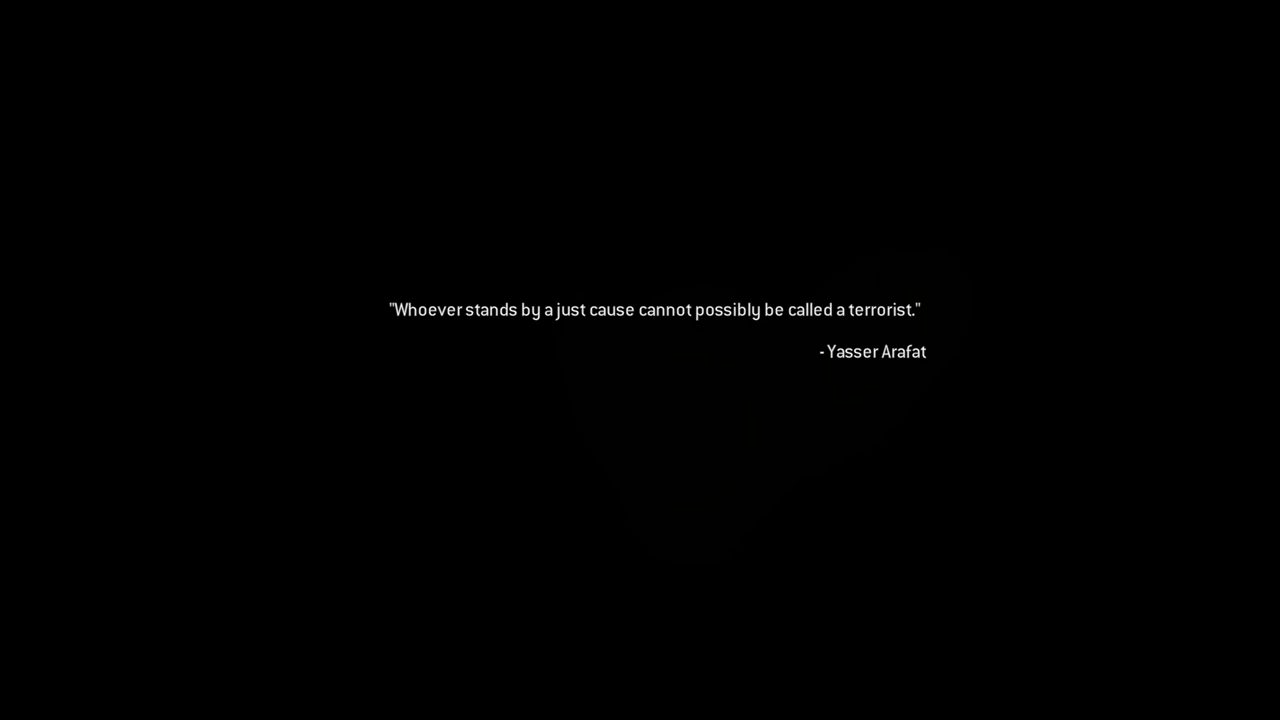 "Whoever stands by a just cause cannot possibly be called a terrorist."
- Yasser Arafat